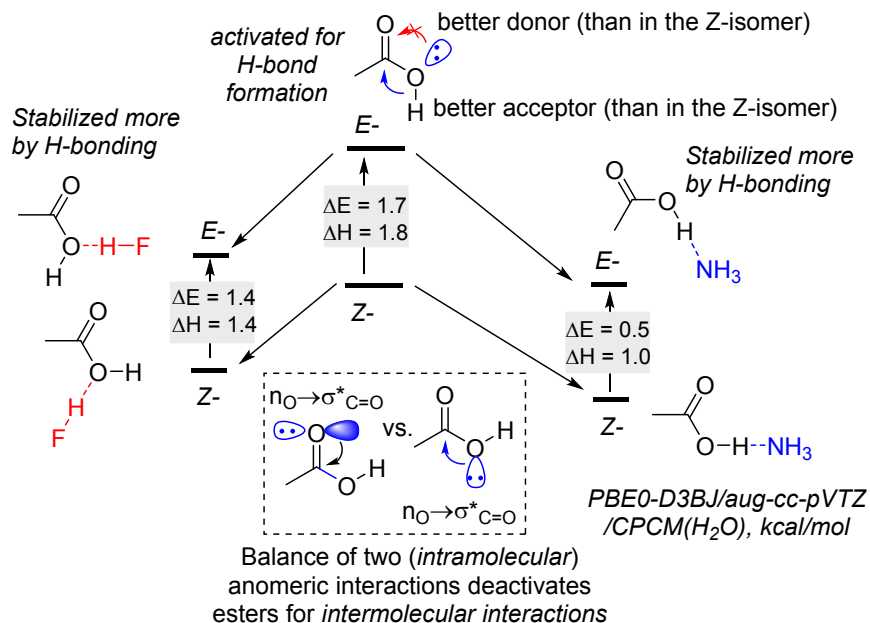 activated for
H-bond
formation
O
O
H
better donor (than in the Z-isomer)
better acceptor (than in the Z-isomer)
Stabilized more
by H-bonding
O
O
H
H–F
E-
ΔE = 1.7
ΔH = 1.8
Z-
E-
ΔE = 1.4
ΔH = 1.4
Z-
O
O–H
H
F
Stabilized more
by H-bonding
O
O
H
NH₃
E-
ΔE = 0.5
ΔH = 1.0
Z-
O
O–H
NH₃
nO→σ*C=O
vs.
O
O
H
O
O
H
nO→σ*C=O
PBE0-D3BJ/aug-cc-pVTZ
/CPCM(H₂O), kcal/mol
Balance of two (intramolecular)
anomeric interactions deactivates
esters for intermolecular interactions